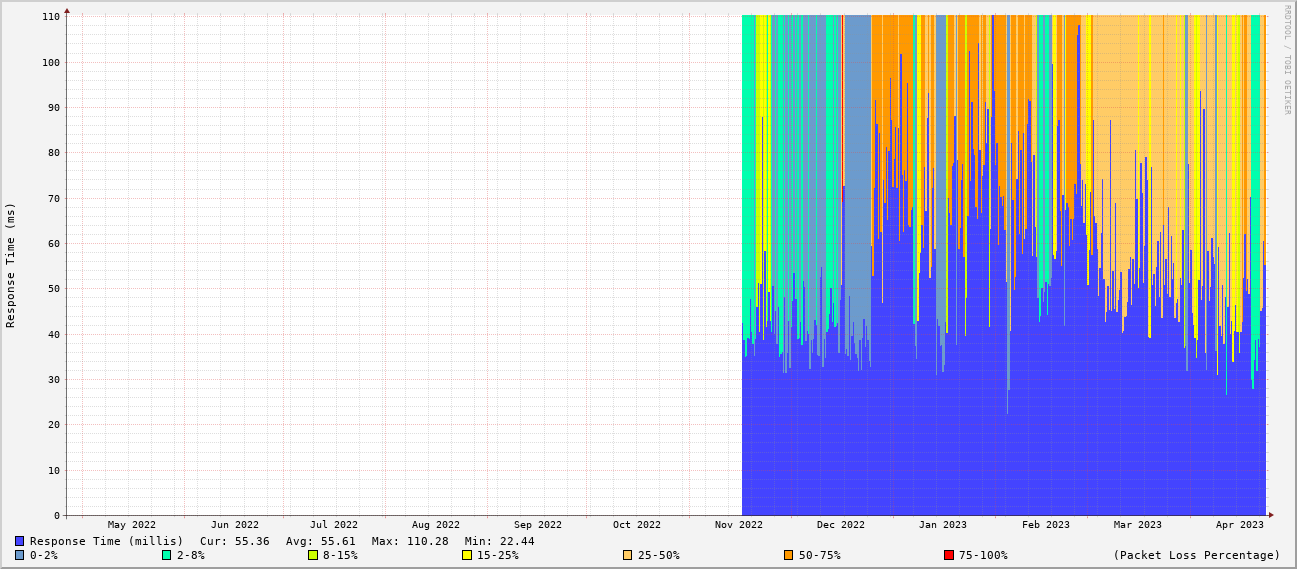 RRDTOOL / TOBI OETIKER
Response Time (ms)
110
100
90
80
70
60
50
40
30
20
10
0
May 2022 Jun 2022 Jul 2022 Aug 2022 Sep 2022 Oct 2022 Nov 2022 Dec 2022 Jan 2023 Feb 2023 Mar 2023 Apr 2023
Response Time (millis) Cur: 55.36 Avg: 55.61 Max: 110.28 Min: 22.44
0-2% 2-8% 8-15% 15-25% 25-50% 50-75% 75-100% (Packet Loss Percentage)